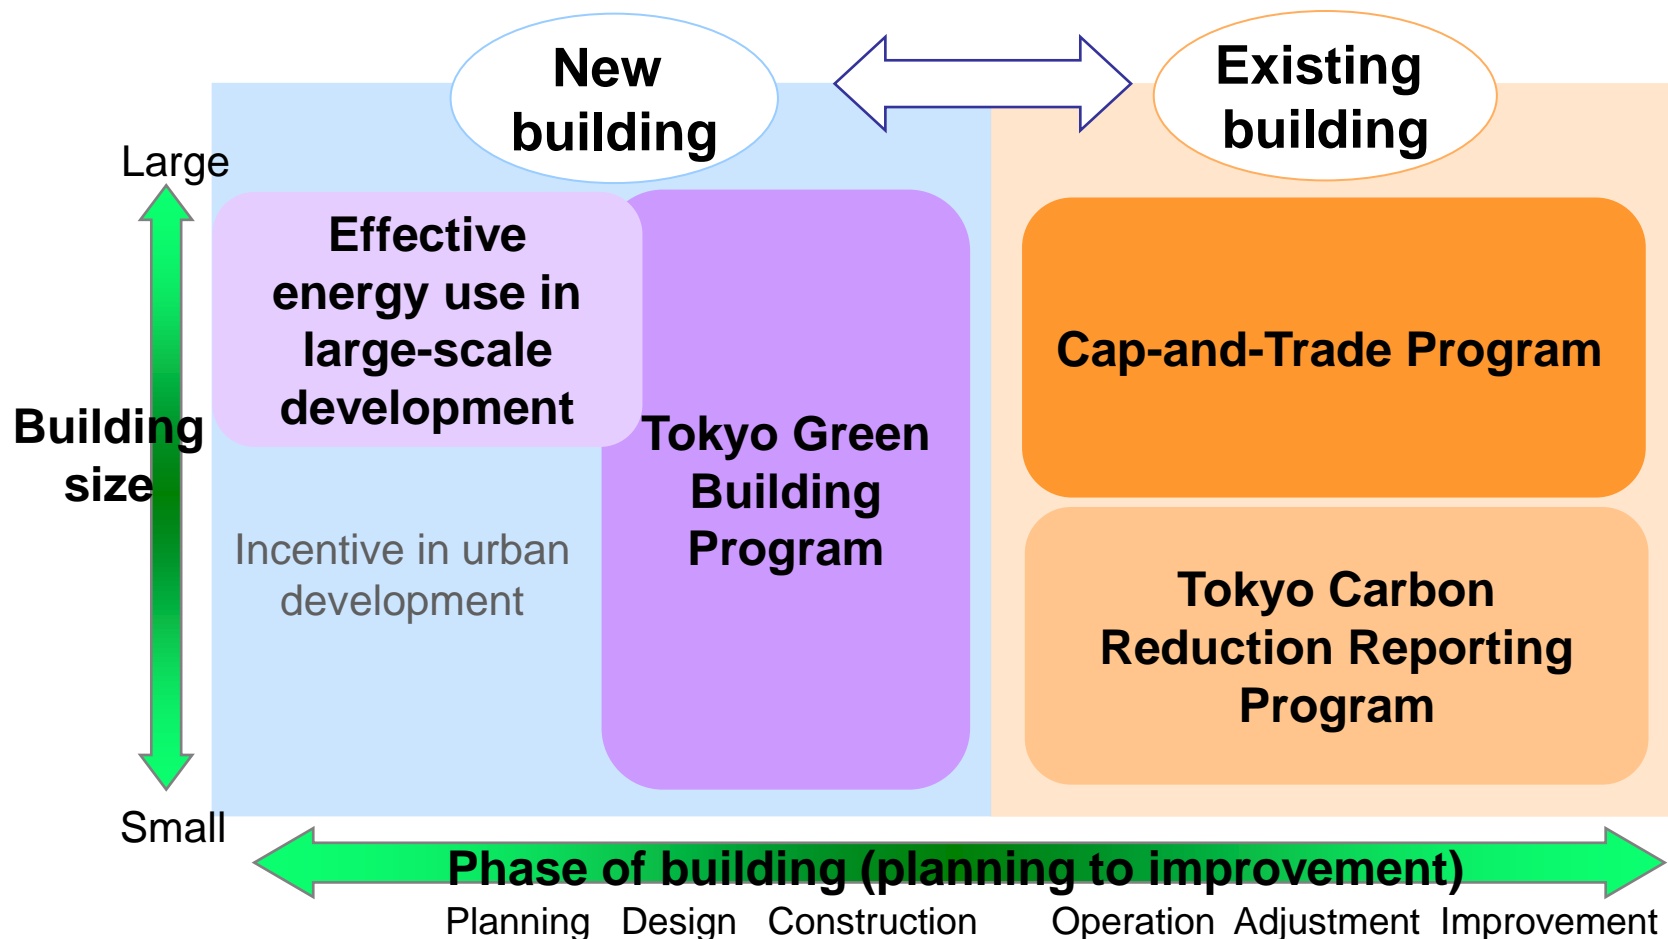 New
building
Existing
building
Large
Effective
energy use in
large-scale
development
Cap-and-Trade Program
Building
size
Tokyo Green
Building
Program
Incentive in urban
development
Tokyo Carbon
Reduction Reporting
Program
Small
Phase of building (planning to improvement)
Planning Design Construction Operation Adjustment Improvement